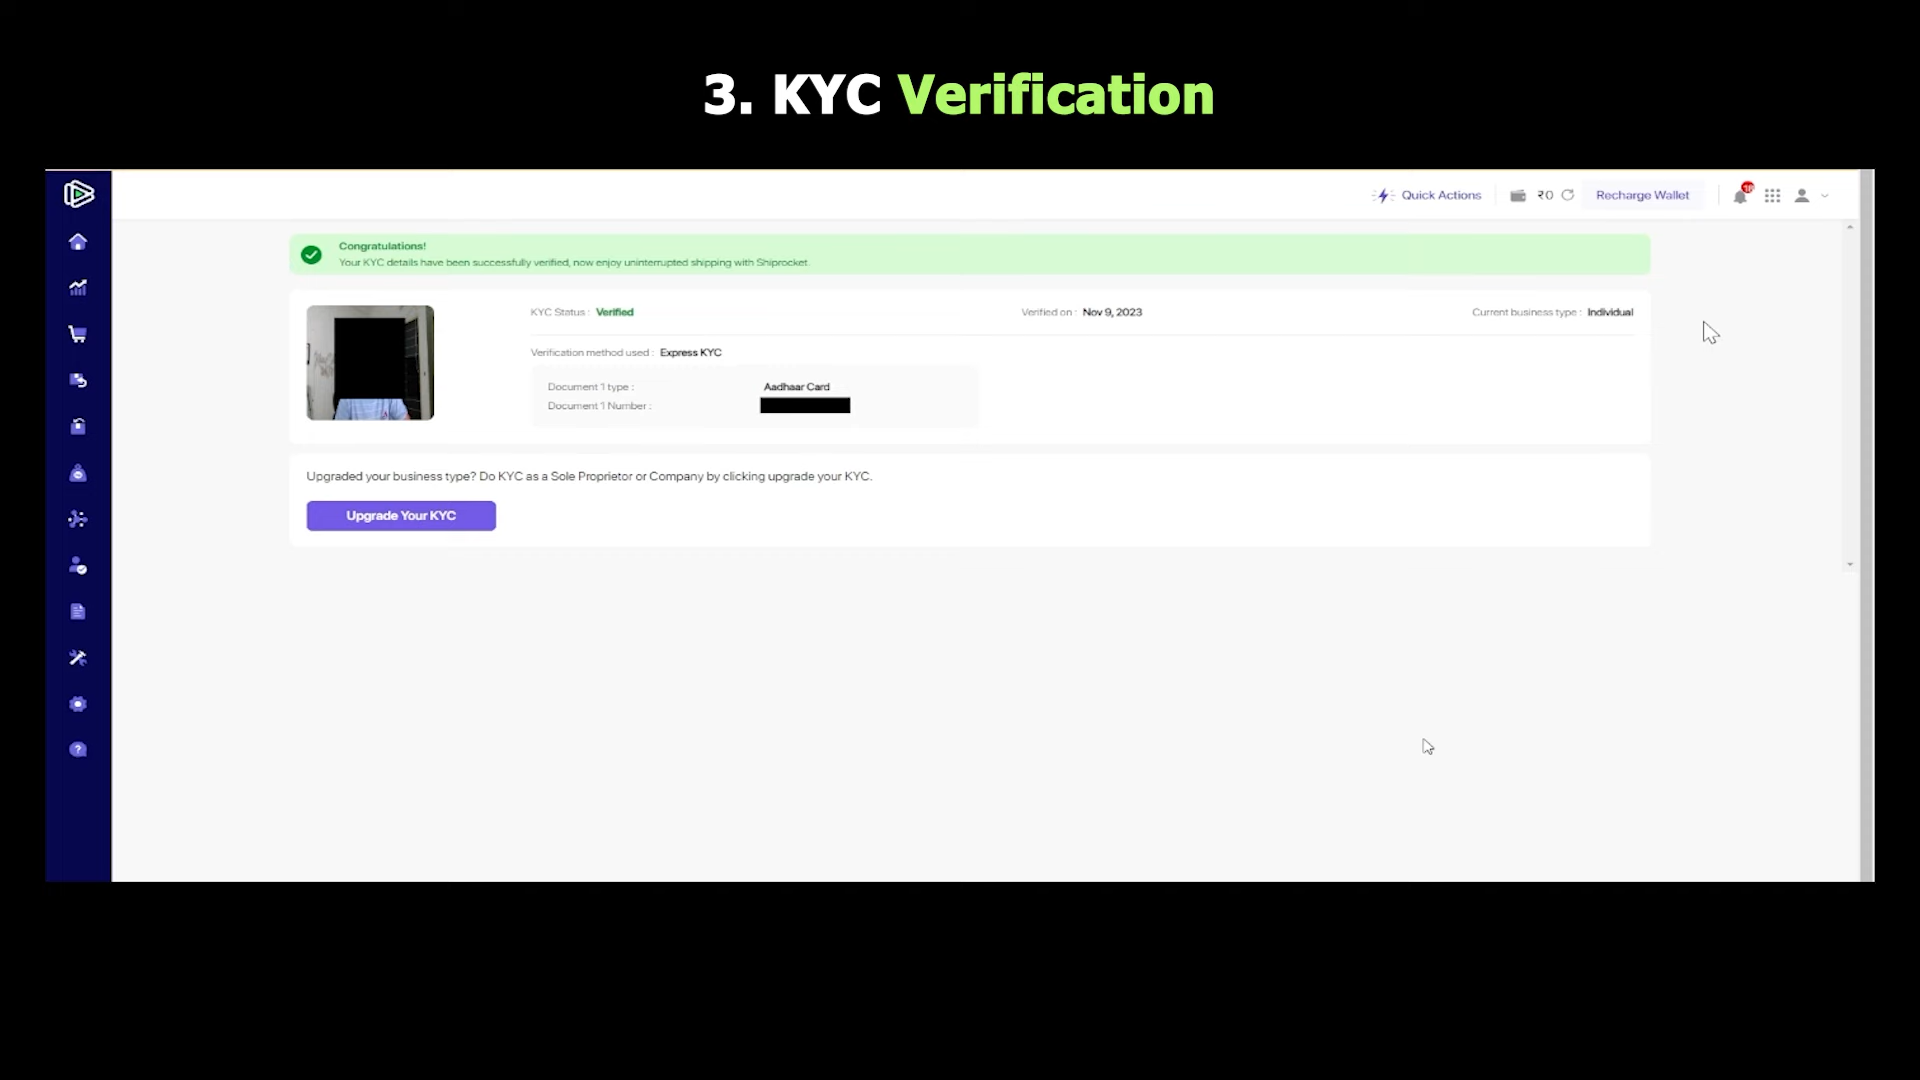 3. KYC Verification
Quick Actions ₹0 Recharge Wallet
Congratulations!
Your KYC details have been successfully verified, now enjoy uninterrupted shipping with Shiprocket.
KYC Status : Verified Verified on : Nov 9, 2023 Current business type : Individual
Verification method used : Express KYC
Document 1 type : Aadhaar Card
Document 1 Number :
Upgraded your business type? Do KYC as a Sole Proprietor or Company by clicking upgrade your KYC.
Upgrade Your KYC